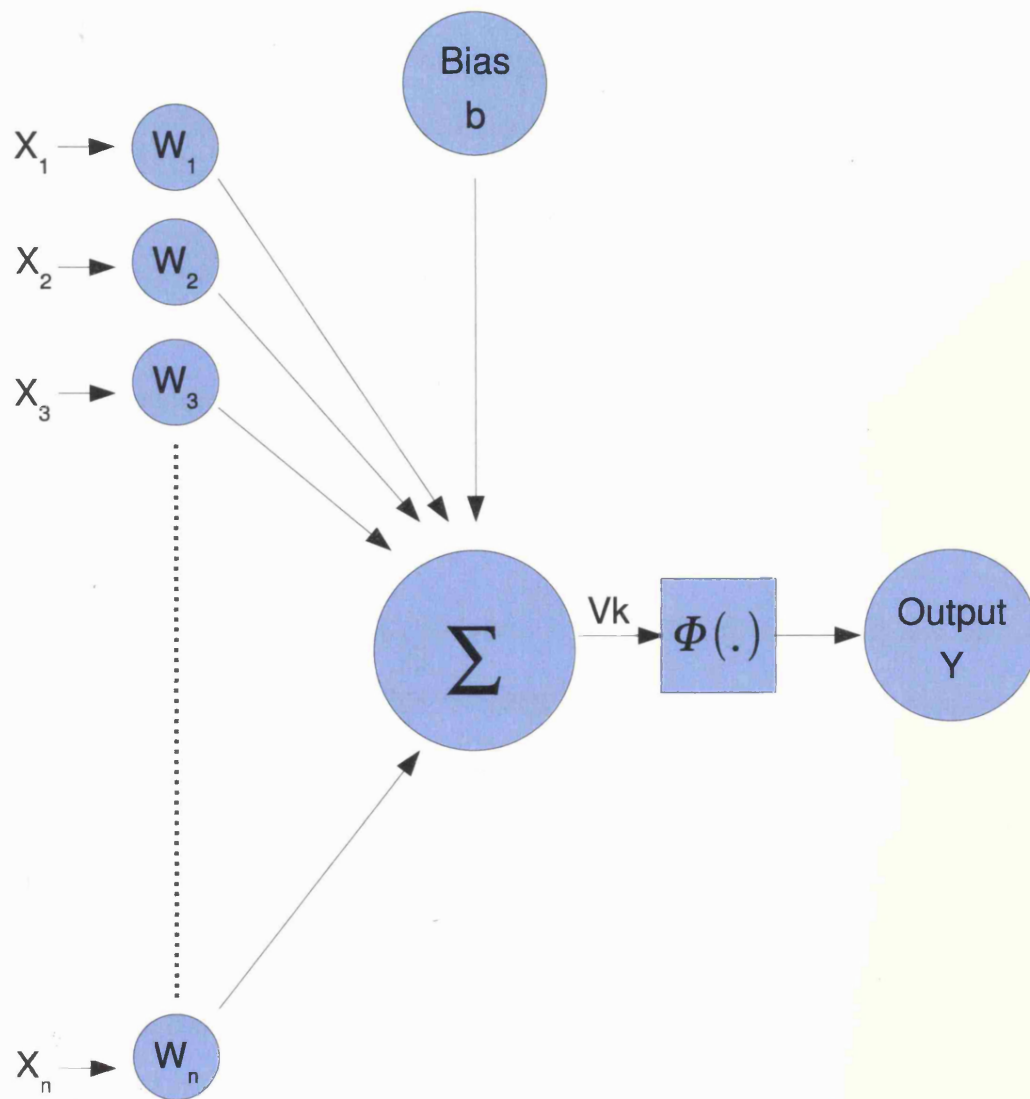 Bias
b
X₁
W₁
X₂
W₂
X₃
W₃
Σ
Vk
Φ(.)
Output
Y
Xₙ
Wₙ